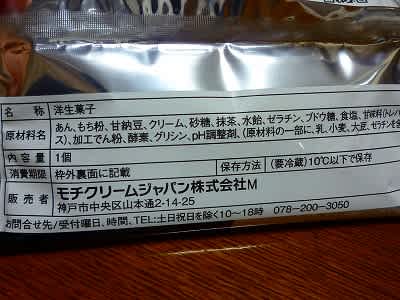 名 称 洋生菓子
原材料名 あん、もち粉、甘納豆、クリーム、砂糖、抹茶、水飴、ゼラチン、ブドウ糖、食塩、甘味料(トレハ
ス)、加工でん粉、酵素、グリシン、pH調整剤、(原材料の一部に、乳、小麦、大豆、ゼラチンを含
内 容 量 1個
消費期限 枠外裏面に記載 保存方法 (要冷蔵)10℃以下で保存
販 売 者 モチクリームジャパン株式会社M
神戸市中央区山本通2-14-25
お問合せ先/受付曜日、時間、TEL:土日祝日を除く10〜18時 078-200-3050